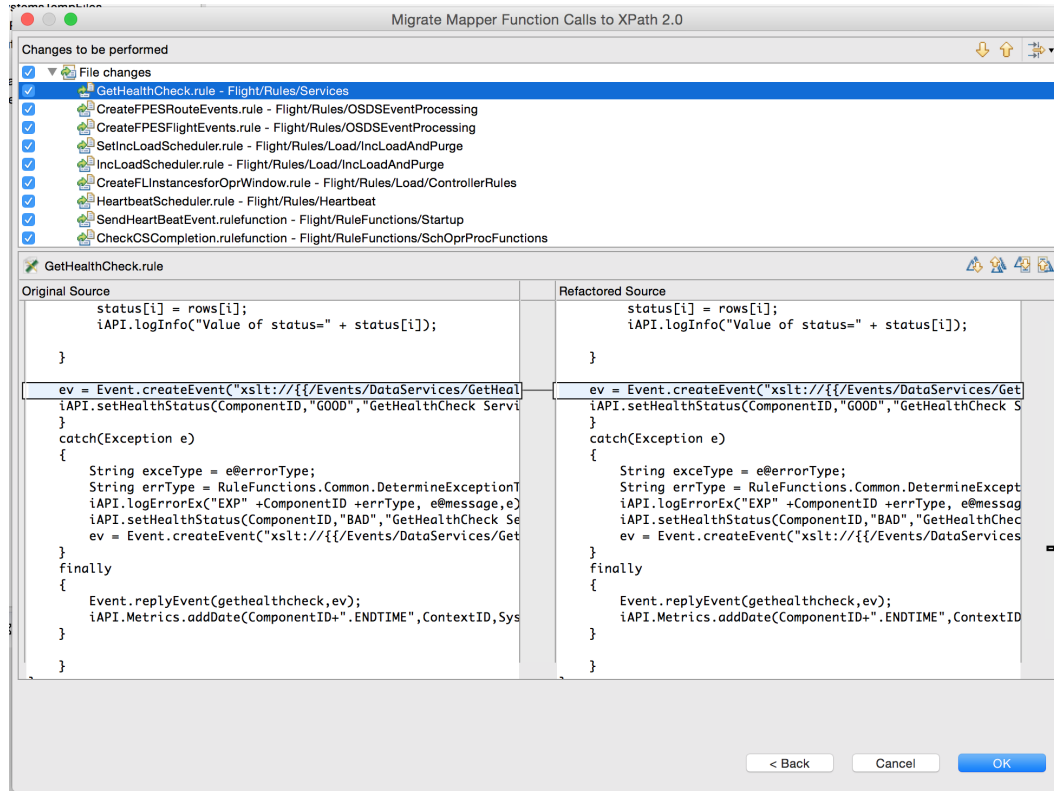 Migrate Mapper Function Calls to XPath 2.0
Changes to be performed
File changes
GetHealthCheck.rule - Flight/Rules/Services
CreateFPESRouteEvents.rule - Flight/Rules/OSDSEventProcessing
CreateFPESFlightEvents.rule - Flight/Rules/OSDSEventProcessing
SetIncLoadScheduler.rule - Flight/Rules/Load/IncLoadAndPurge
IncLoadScheduler.rule - Flight/Rules/Load/IncLoadAndPurge
CreateFLInstancesforOprWindow.rule - Flight/Rules/Load/ControllerRules
HeartbeatScheduler.rule - Flight/Rules/Heartbeat
SendHeartBeatEvent.rulefunction - Flight/RuleFunctions/Startup
CheckCSCompletion.rulefunction - Flight/RuleFunctions/SchOprProcFunctions
GetHealthCheck.rule
Original Source
status[i] = rows[i];
iAPI.logInfo("Value of status=" + status[i]);
}
ev = Event.createEvent("xslt://{{/Events/DataServices/GetHeal
iAPI.setHealthStatus(ComponentID,"GOOD","GetHealthCheck Servi
}
catch(Exception e)
{
String exceType = e@errorType;
String errType = RuleFunctions.Common.DetermineExceptionT
iAPI.logErrorEx("EXP" +ComponentID +errType, e@message,e)
iAPI.setHealthStatus(ComponentID,"BAD","GetHealthCheck Se
ev = Event.createEvent("xslt://{{/Events/DataServices/Get
}
finally
{
Event.replyEvent(gethealthcheck,ev);
iAPI.Metrics.addDate(ComponentID+".ENDTIME",ContextID,Sys
}
}
Refactored Source
status[i] = rows[i];
iAPI.logInfo("Value of status=" + status[i]);
}
ev = Event.createEvent("xslt://{{/Events/DataServices/Get
iAPI.setHealthStatus(ComponentID,"GOOD","GetHealthCheck S
}
catch(Exception e)
{
String exceType = e@errorType;
String errType = RuleFunctions.Common.DetermineExcept
iAPI.logErrorEx("EXP" +ComponentID +errType, e@messag
iAPI.setHealthStatus(ComponentID,"BAD","GetHealthChec
ev = Event.createEvent("xslt://{{/Events/DataServices
}
finally
{
Event.replyEvent(gethealthcheck,ev);
iAPI.Metrics.addDate(ComponentID+".ENDTIME",ContextID
}
}
< Back
Cancel
OK